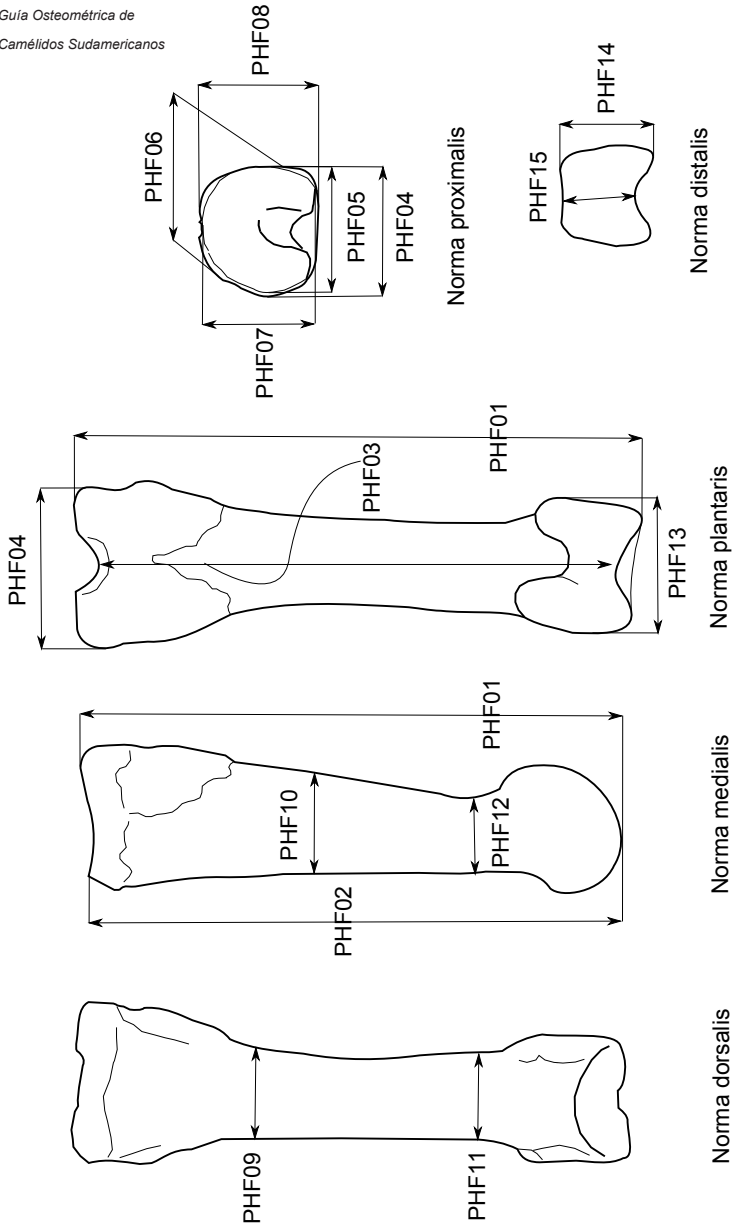 Guía Osteométrica de
Camélidos Sudamericanos
PHF08
PHF06
PHF05
PHF04
PHF07
Norma proximalis
PHF14
PHF15
Norma distalis
PHF04
PHF03
PHF01
PHF13
Norma plantaris
PHF01
PHF10
PHF12
PHF02
Norma medialis
PHF09
PHF11
Norma dorsalis